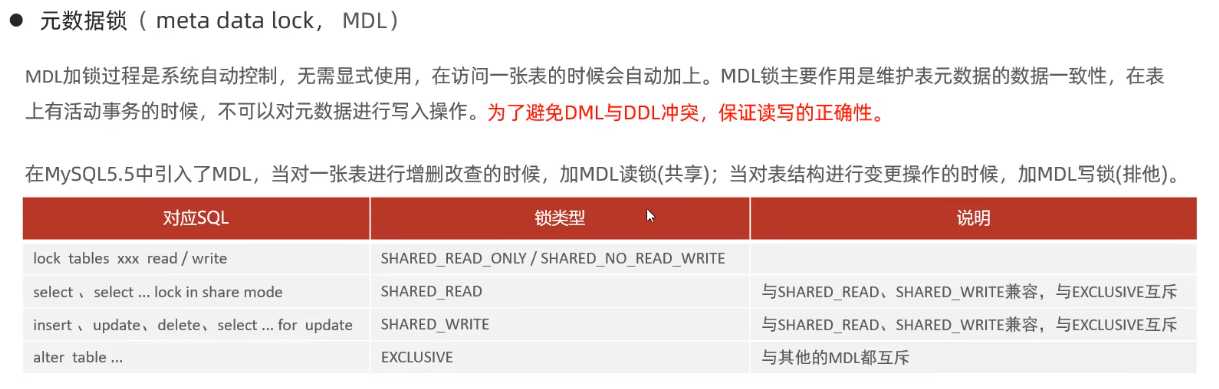 ● 元数据锁（ meta data lock， MDL）
MDL加锁过程是系统自动控制，无需显式使用，在访问一张表的时候会自动加上。MDL锁主要作用是维护表元数据的数据一致性，在表
上有活动事务的时候，不可以对元数据进行写入操作。为了避免DML与DDL冲突，保证读写的正确性。
在MySQL5.5中引入了MDL，当对一张表进行增删改查的时候，加MDL读锁(共享)；当对表结构进行变更操作的时候，加MDL写锁(排他)。
对应SQL 锁类型 说明
lock tables xxx read / write SHARED_READ_ONLY / SHARED_NO_READ_WRITE
select 、select ... lock in share mode SHARED_READ 与SHARED_READ、SHARED_WRITE兼容，与EXCLUSIVE互斥
insert 、update、delete、select ... for update SHARED_WRITE 与SHARED_READ、SHARED_WRITE兼容，与EXCLUSIVE互斥
alter table ... EXCLUSIVE 与其他的MDL都互斥